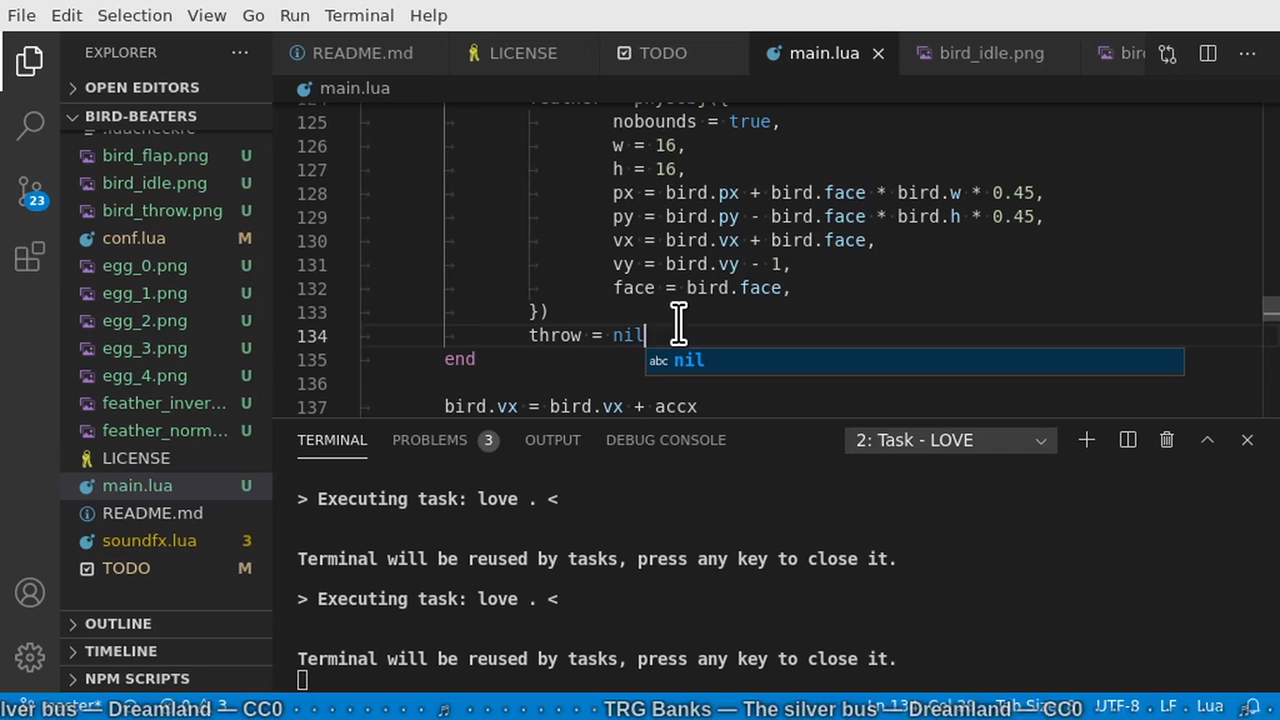 File Edit Selection View Go Run Terminal Help
EXPLORER ···
README.md LICENSE TODO main.lua bird_idle.png
OPEN EDITORS
main.lua
BIRD-BEATERS
bird_flap.png U
bird_idle.png U
bird_throw.png U
conf.lua M
egg_0.png U
egg_1.png U
egg_2.png U
egg_3.png U
egg_4.png U
feather_inver... U
feather_norm... U
LICENSE
main.lua U
README.md
soundfx.lua 3
TODO M
OUTLINE
TIMELINE
NPM SCRIPTS
23
125 nobounds = true,
126 w = 16,
127 h = 16,
128 px = bird.px + bird.face * bird.w * 0.45,
129 py = bird.py - bird.face * bird.h * 0.45,
130 vx = bird.vx + bird.face,
131 vy = bird.vy - 1,
132 face = bird.face,
133 })
134 throw = nil
135 end
abc nil
136
137 bird.vx = bird.vx + accx
TERMINAL PROBLEMS 3 OUTPUT DEBUG CONSOLE 2: Task - LOVE
> Executing task: love . <
Terminal will be reused by tasks, press any key to close it.
> Executing task: love . <
Terminal will be reused by tasks, press any key to close it.
lver bus — Dreamland — CC0 TRG Banks — The silver bus — Dreamland — CC0
UTF-8 LF Lua